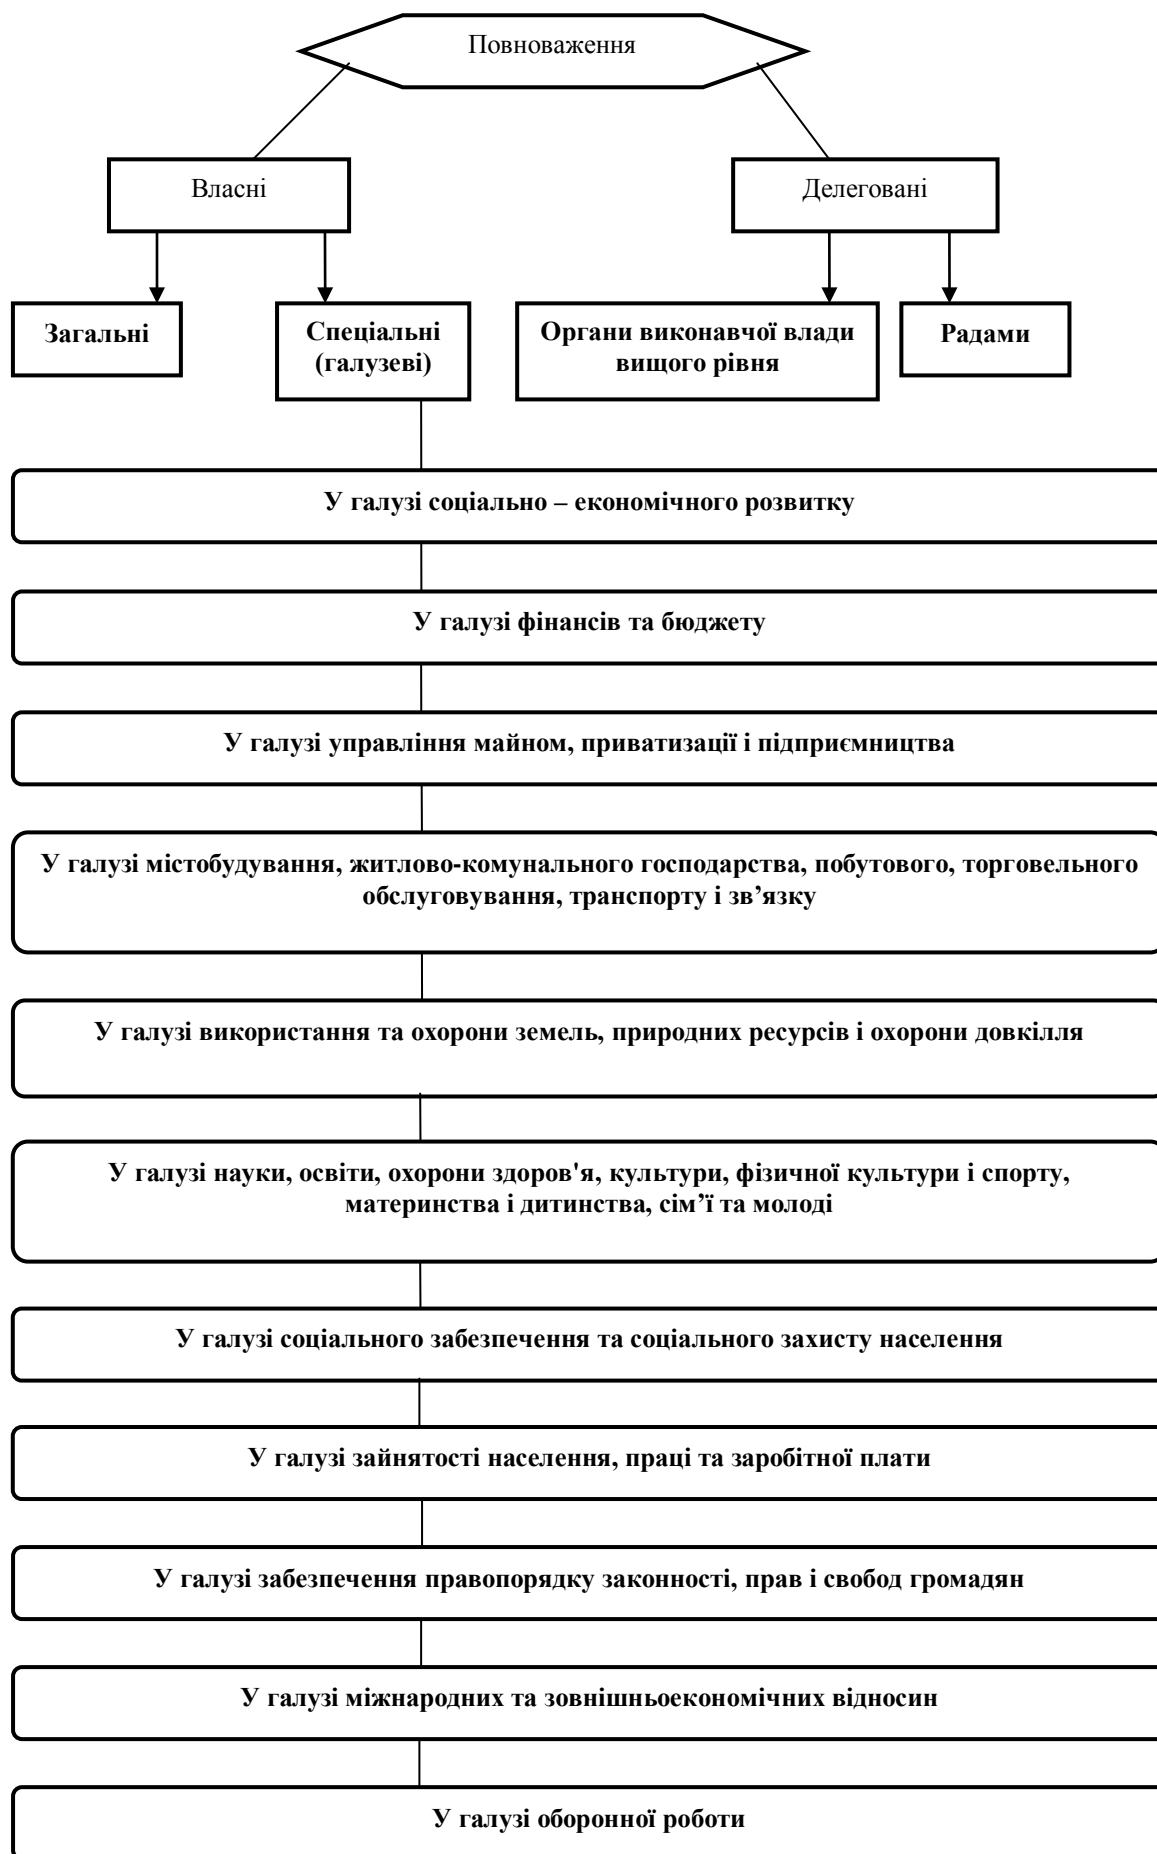 Повноваження
Власні
Делеговані
Загальні
Спеціальні
(галузеві)
Органи виконавчої влади
вищого рівня
Радами
У галузі соціально – економічного розвитку
У галузі фінансів та бюджету
У галузі управління майном, приватизації і підприємництва
У галузі містобудування, житлово-комунального господарства, побутового, торговельного
обслуговування, транспорту і зв’язку
У галузі використання та охорони земель, природних ресурсів і охорони довкілля
У галузі науки, освіти, охорони здоров'я, культури, фізичної культури і спорту,
материнства і дитинства, сім’ї та молоді
У галузі соціального забезпечення та соціального захисту населення
У галузі зайнятості населення, праці та заробітної плати
У галузі забезпечення правопорядку законності, прав і свобод громадян
У галузі міжнародних та зовнішньоекономічних відносин
У галузі оборонної роботи